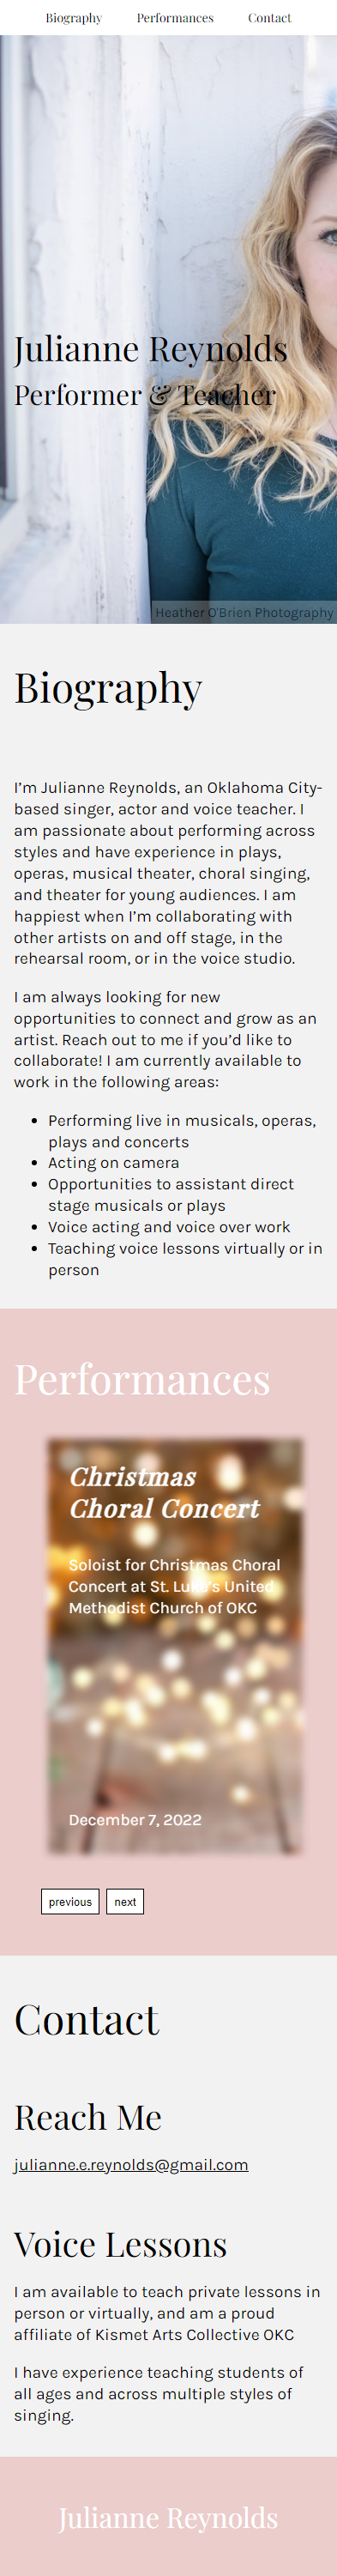 Biography Performances Contact
Julianne Reynolds
Performer & Teacher
Heather O'Brien Photography
Biography
I’m Julianne Reynolds, an Oklahoma City-
based singer, actor and voice teacher. I
am passionate about performing across
styles and have experience in plays,
operas, musical theater, choral singing,
and theater for young audiences. I am
happiest when I’m collaborating with
other artists on and off stage, in the
rehearsal room, or in the voice studio.
I am always looking for new
opportunities to connect and grow as an
artist. Reach out to me if you’d like to
collaborate! I am currently available to
work in the following areas:
• Performing live in musicals, operas,
plays and concerts
• Acting on camera
• Opportunities to assistant direct
stage musicals or plays
• Voice acting and voice over work
• Teaching voice lessons virtually or in
person
Performances
Christmas
Choral Concert
Soloist for Christmas Choral
Concert at St. Luke's United
Methodist Church of OKC
December 7, 2022
previous next
Contact
Reach Me
julianne.e.reynolds@gmail.com
Voice Lessons
I am available to teach private lessons in
person or virtually, and am a proud
affiliate of Kismet Arts Collective OKC
I have experience teaching students of
all ages and across multiple styles of
singing.
Julianne Reynolds